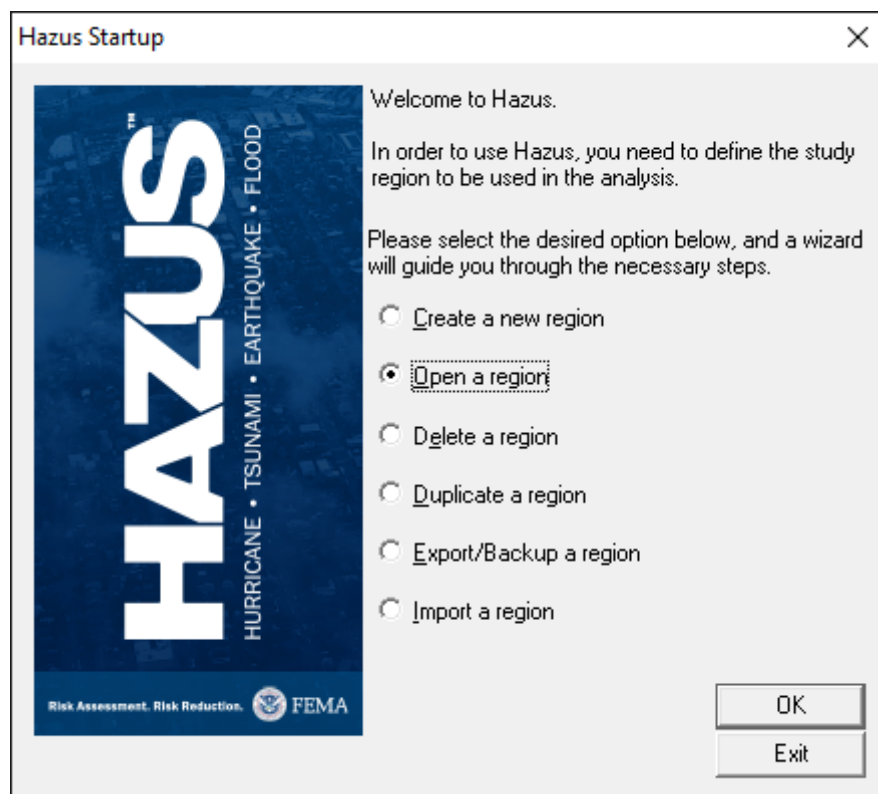 Hazus Startup
HAZUS™
HURRICANE • TSUNAMI • EARTHQUAKE • FLOOD
Risk Assessment. Risk Reduction. FEMA
Welcome to Hazus.
In order to use Hazus, you need to define the study
region to be used in the analysis.
Please select the desired option below, and a wizard
will guide you through the necessary steps.
Create a new region
Open a region
Delete a region
Duplicate a region
Export/Backup a region
Import a region
OK
Exit